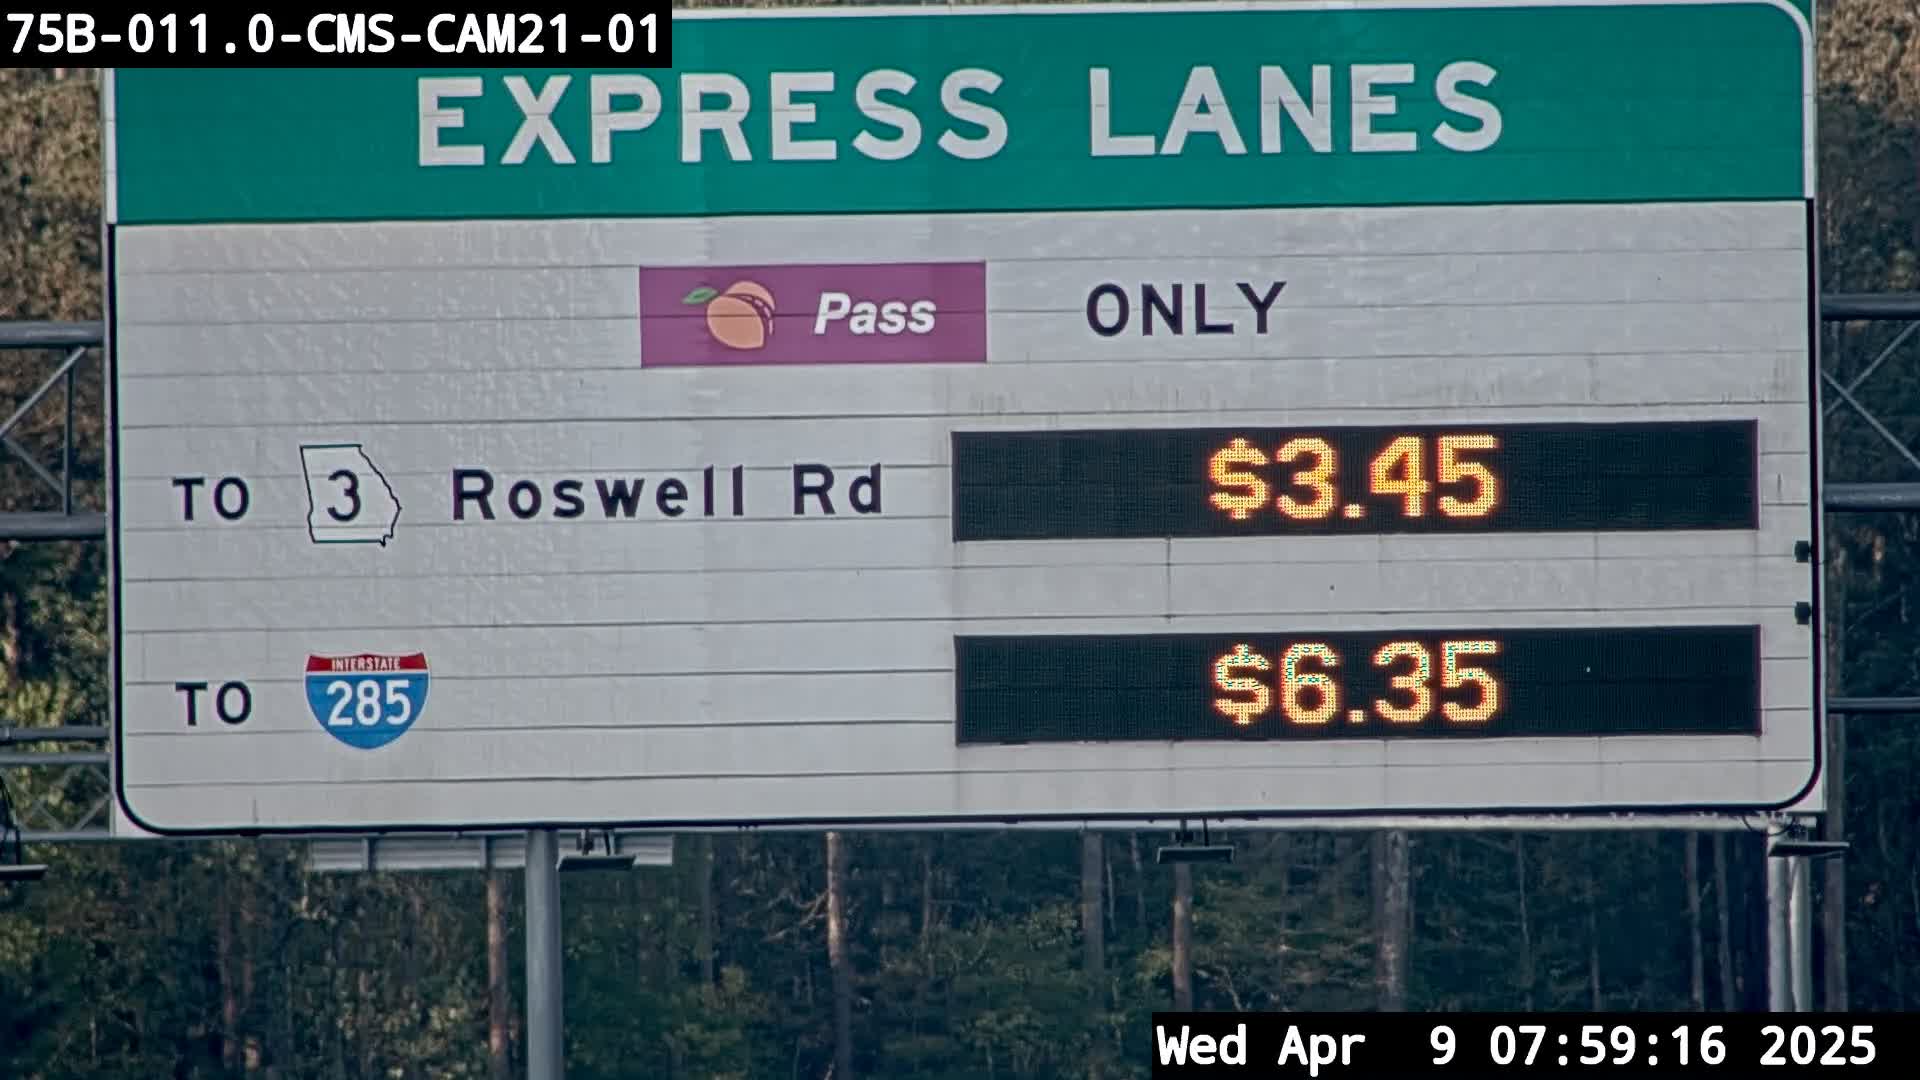 75B-011.0-CMS-CAM21-01
EXPRESS LANES
Pass ONLY
TO 3 Roswell Rd $3.45
INTERSTATE
TO 285 $6.35
Wed Apr 9 07:59:16 2025